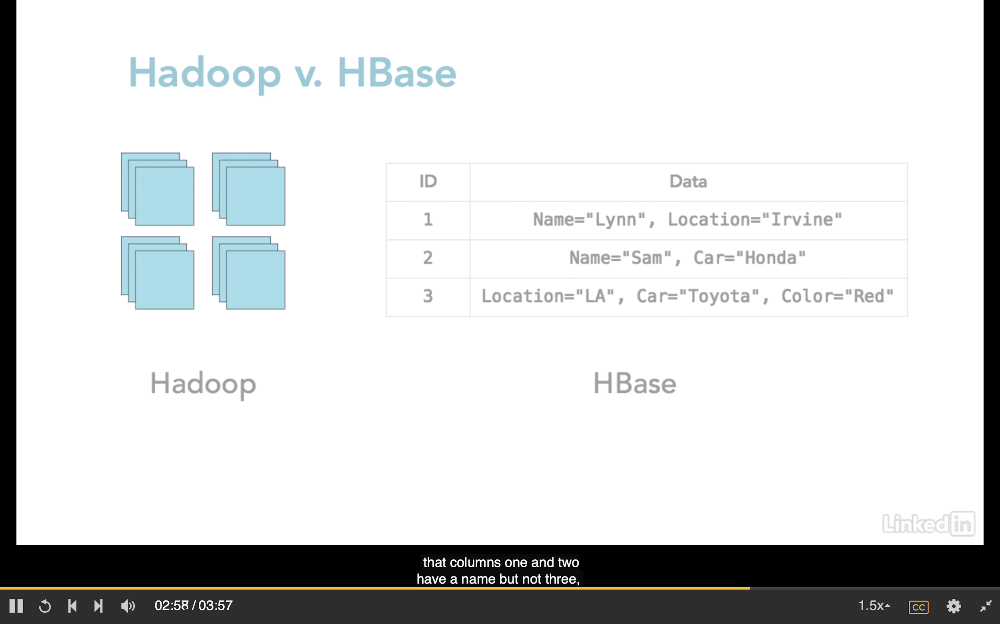 Hadoop v. HBase
ID Data
1 Name="Lynn", Location="Irvine"
2 Name="Sam", Car="Honda"
3 Location="LA", Car="Toyota", Color="Red"
Hadoop HBase
Linked in
that columns one and two
have a name but not three,
02:58 / 03:57 1.5x CC